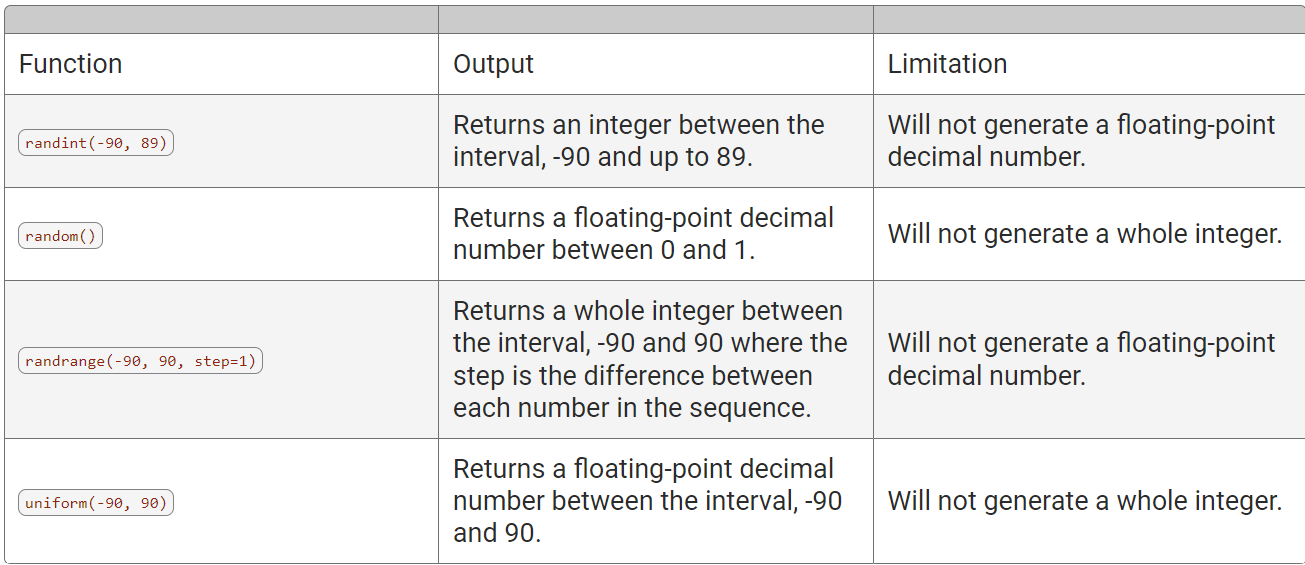 Function
Output
Limitation
randint(-90, 89)
Returns an integer between the
interval, -90 and up to 89.
Will not generate a floating-point
decimal number.
random()
Returns a floating-point decimal
number between 0 and 1.
Will not generate a whole integer.
randrange(-90, 90, step=1)
Returns a whole integer between
the interval, -90 and 90 where the
step is the difference between
each number in the sequence.
Will not generate a floating-point
decimal number.
uniform(-90, 90)
Returns a floating-point decimal
number between the interval, -90
and 90.
Will not generate a whole integer.